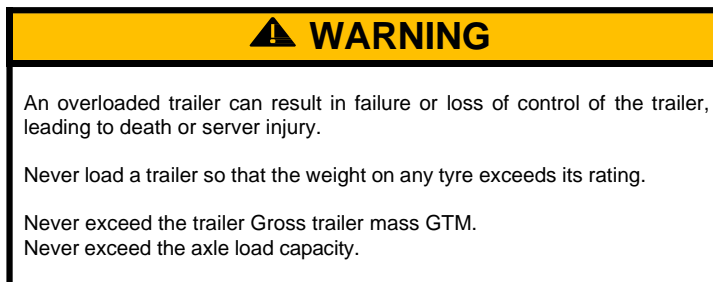 WARNING
An overloaded trailer can result in failure or loss of control of the trailer,
leading to death or server injury.
Never load a trailer so that the weight on any tyre exceeds its rating.
Never exceed the trailer Gross trailer mass GTM.
Never exceed the axle load capacity.